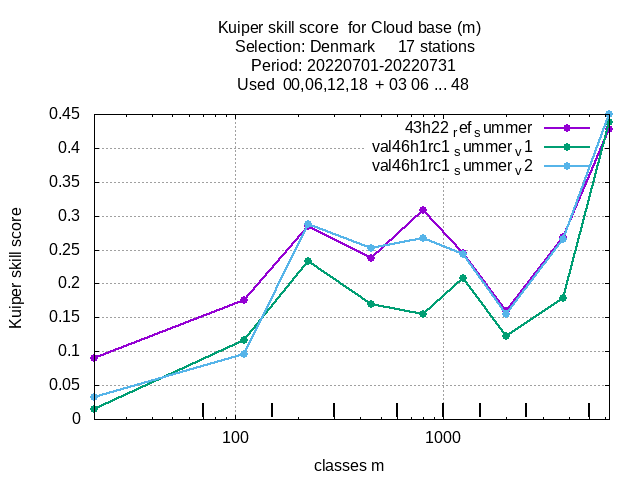 Kuiper skill score  for Cloud base (m)
Selection: Denmark     17 stations
Period: 20220701-20220731
Used  00,06,12,18  + 03 06 ... 48
0.45
43h22_ref_summer
val46h1rc1_summer_v1
val46h1rc1_summer_v2
0.4
0.35
0.3
0.25
0.2
0.15
0.1
0.05
0
Kuiper skill score
100 1000
classes m